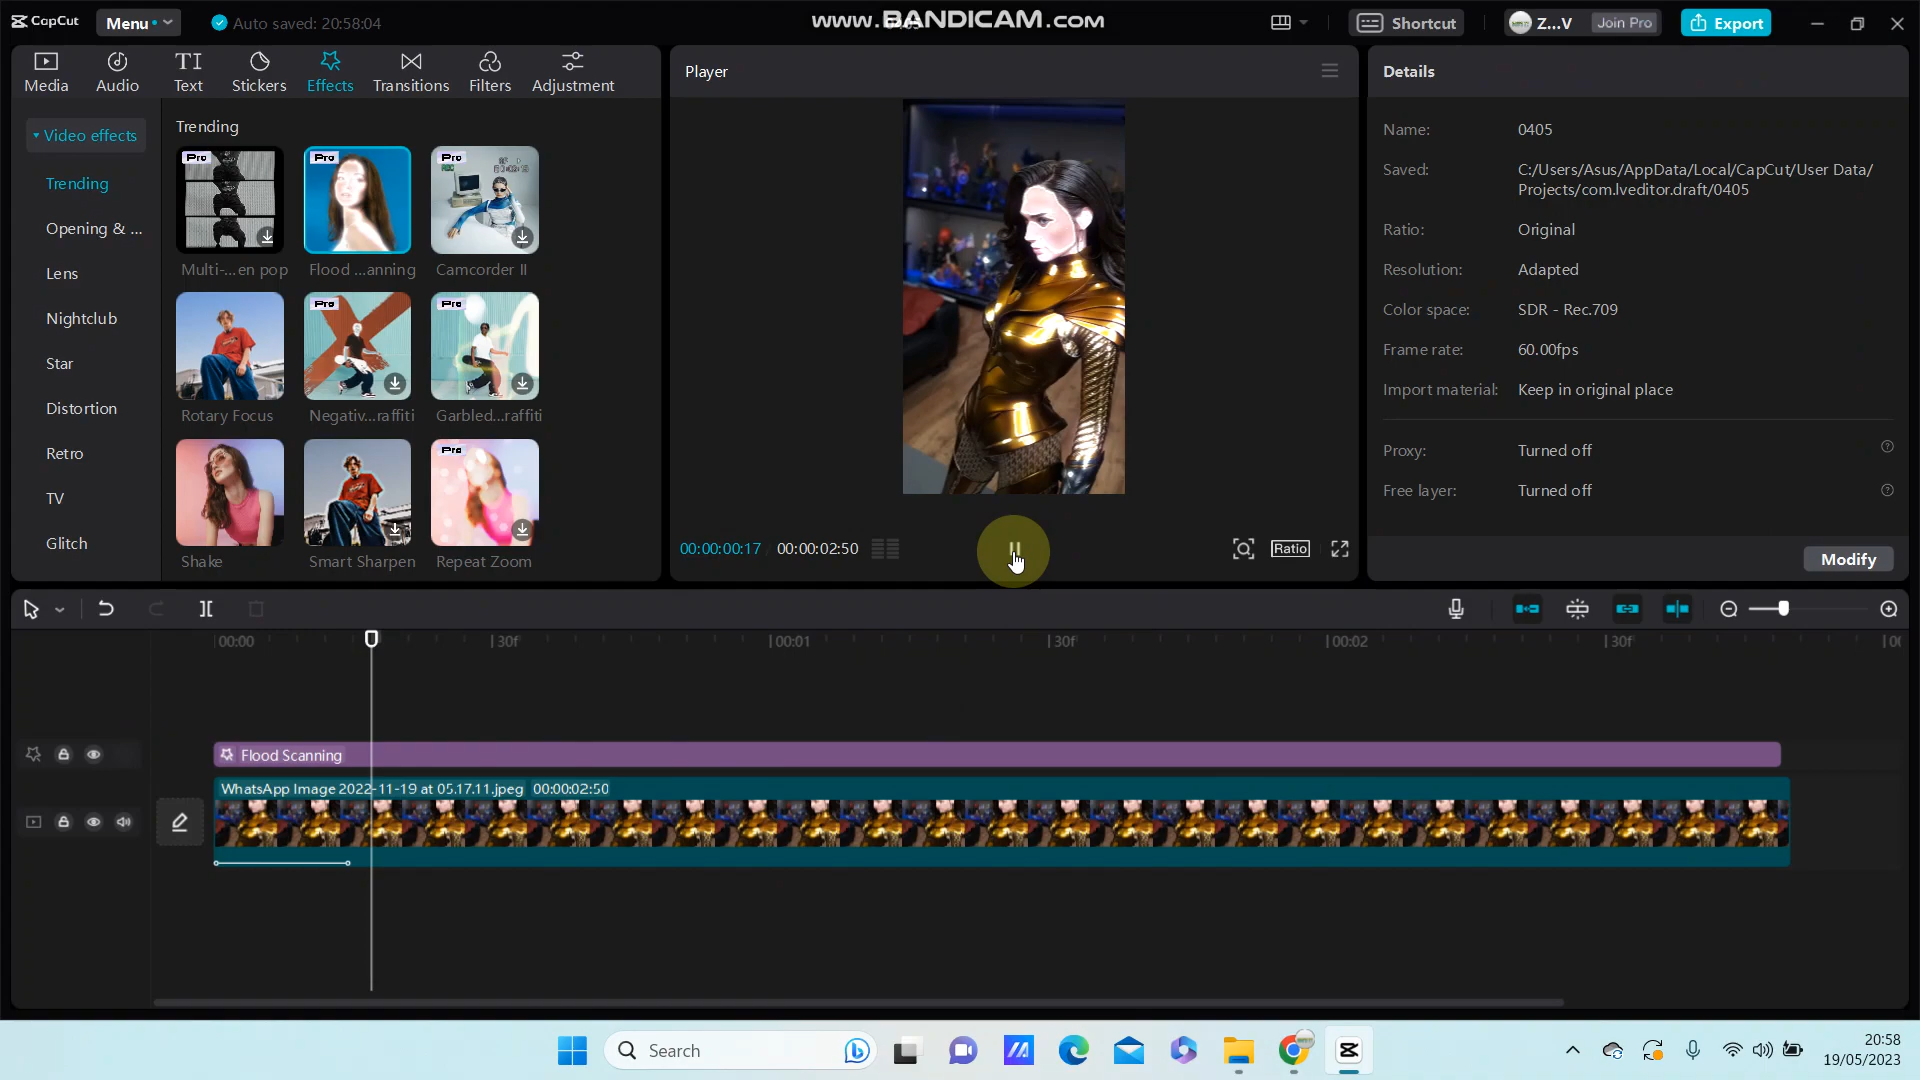 CapCut
Menu
Auto saved: 20:58:04
www.BANDICAM.com
Shortcut
Z...V
Join Pro
Export
Media
Audio
Text
Stickers
Effects
Transitions
Filters
Adjustment
Video effects
Trending
Opening & ...
Lens
Nightclub
Star
Distortion
Retro
TV
Glitch
Trending
Pro
Pro
Pro
Multi-...en pop
Flood ...anning
Camcorder II
Pro
Pro
Rotary Focus
Negativ...raffiti
Garbled...raffiti
Pro
Shake
Smart Sharpen
Repeat Zoom
Player
00:00:00:17
00:00:02:50
Ratio
Details
Name: 0405
Saved: C:/Users/Asus/AppData/Local/CapCut/User Data/
Projects/com.lveditor.draft/0405
Ratio: Original
Resolution: Adapted
Color space: SDR - Rec.709
Frame rate: 60.00fps
Import material: Keep in original place
Proxy: Turned off
Free layer: Turned off
Modify
00:00
30f
00:01
30f
00:02
30f
Flood Scanning
WhatsApp Image 2022-11-19 at 05.17.11.jpeg 00:00:02:50
Search
20:58
19/05/2023